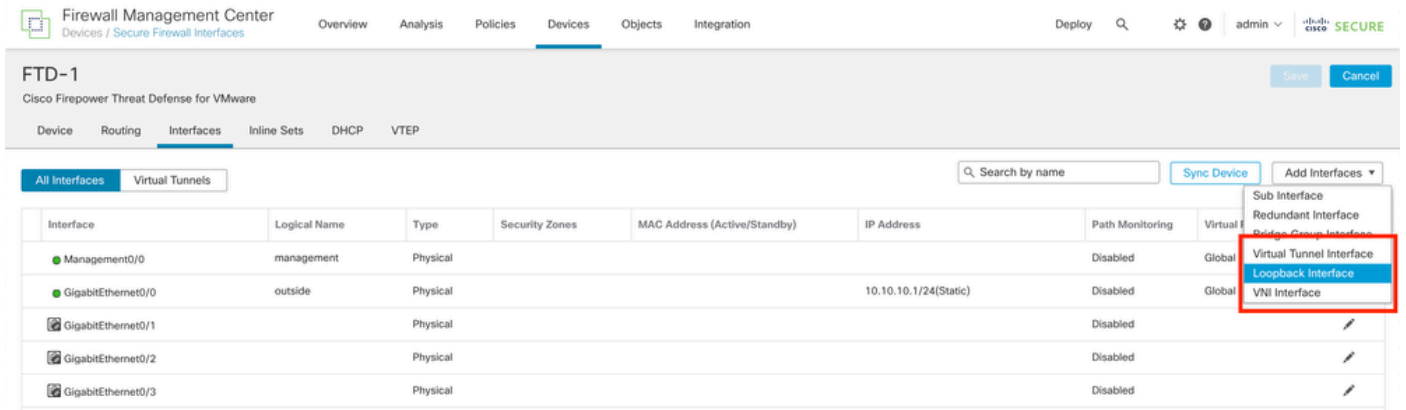 Firewall Management Center
Devices / Secure Firewall Interfaces
Overview Analysis Policies Devices Objects Integration Deploy admin cisco SECURE
FTD-1
Save Cancel
Cisco Firepower Threat Defense for VMware
Device Routing Interfaces Inline Sets DHCP VTEP
All Interfaces Virtual Tunnels Search by name Sync Device Add Interfaces
Sub Interface
Redundant Interface
Bridge Group Interface
Virtual Tunnel Interface
Loopback Interface
VNI Interface
Interface Logical Name Type Security Zones MAC Address (Active/Standby) IP Address Path Monitoring Virtual
Management0/0 management Physical Disabled Global
GigabitEthernet0/0 outside Physical 10.10.10.1/24(Static) Disabled Global
GigabitEthernet0/1 Physical Disabled
GigabitEthernet0/2 Physical Disabled
GigabitEthernet0/3 Physical Disabled